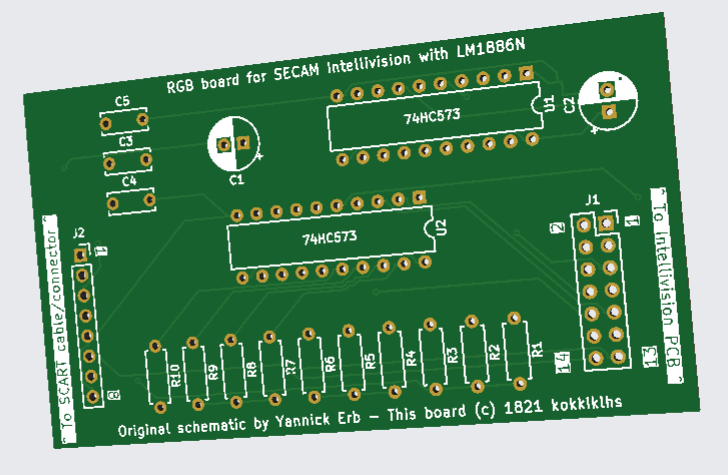 RGB board for SECAM Intellivision with LM1886N
C5
C3
C4
C1
+
74HC573
U1
C2
+
74HC573
U2
J1
2
1
14
13
J2
1
8
To SCART cable/connector
To Intellivision PCB
R10
R9
R8
R7
R6
R5
R4
R3
R2
R1
Original schematic by Yannick Erb - This board (c) 1821 kokkiklhs